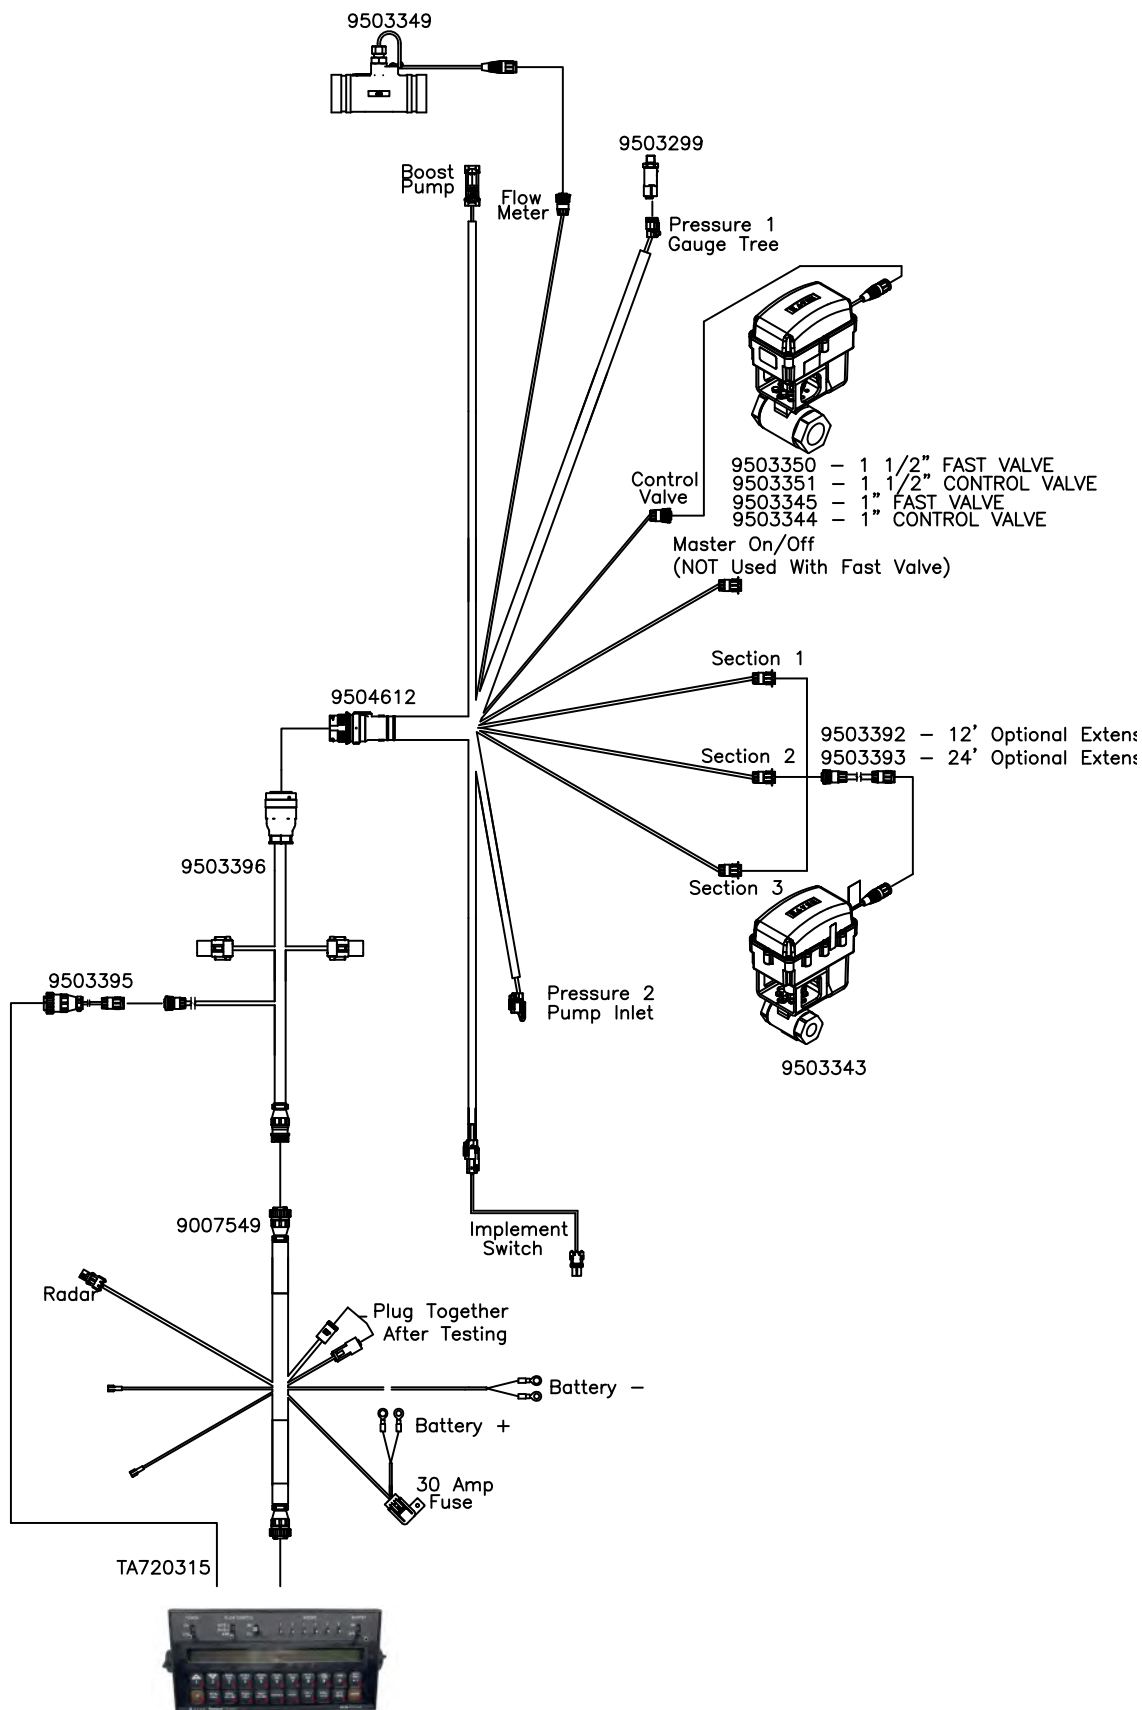 9503349
9503299
Boost
Pump
Flow
Meter
Pressure 1
Gauge Tree
9503350 – 1 1/2” FAST VALVE
9503351 – 1 1/2” CONTROL VALVE
9503345 – 1” FAST VALVE
9503344 – 1” CONTROL VALVE
Control
Valve
Master On/Off
(NOT Used With Fast Valve)
Section 1
9504612
9503392 – 12’ Optional Extens
9503393 – 24’ Optional Extens
Section 2
9503396
Section 3
9503395
Pressure 2
Pump Inlet
9503343
9007549
Implement
Switch
Radar
Plug Together
After Testing
Battery –
Battery +
30 Amp
Fuse
TA720315